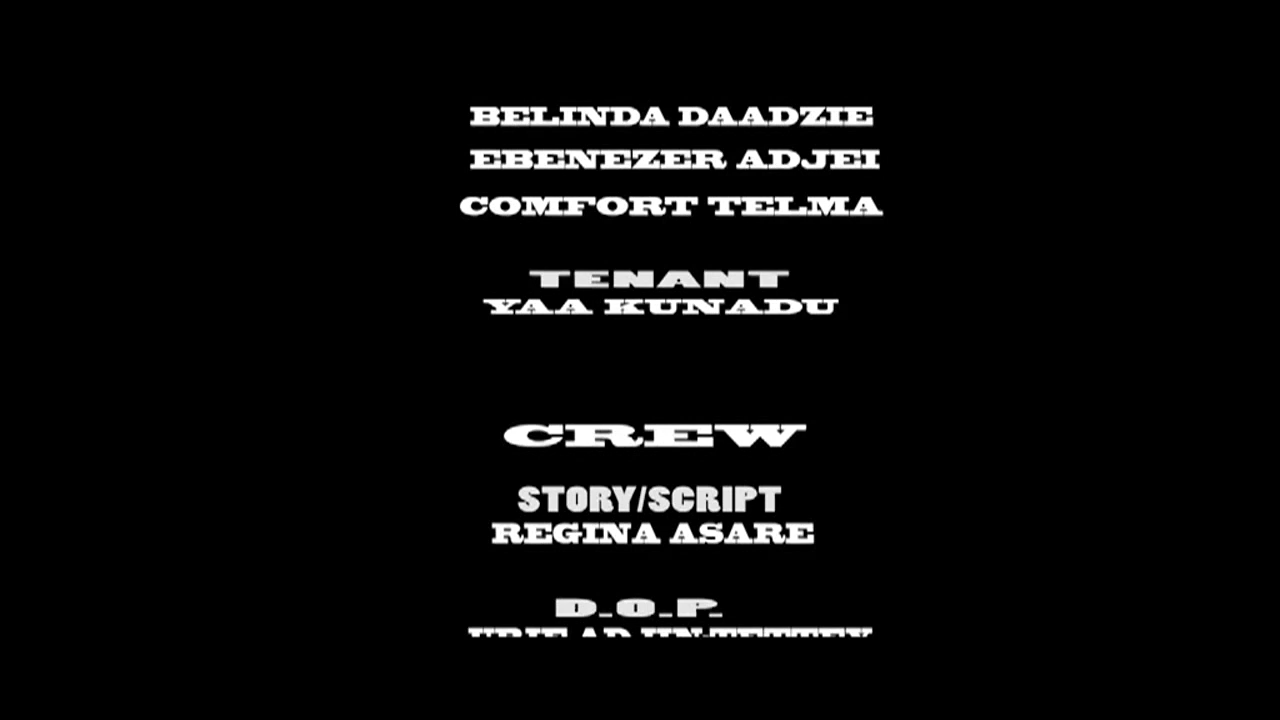 BELINDA DAADZIE
EBENEZER ADJEI
COMFORT TELMA
TENANT
YAA KUNADU
CREW
STORY/SCRIPT
REGINA ASARE
D.O.P.